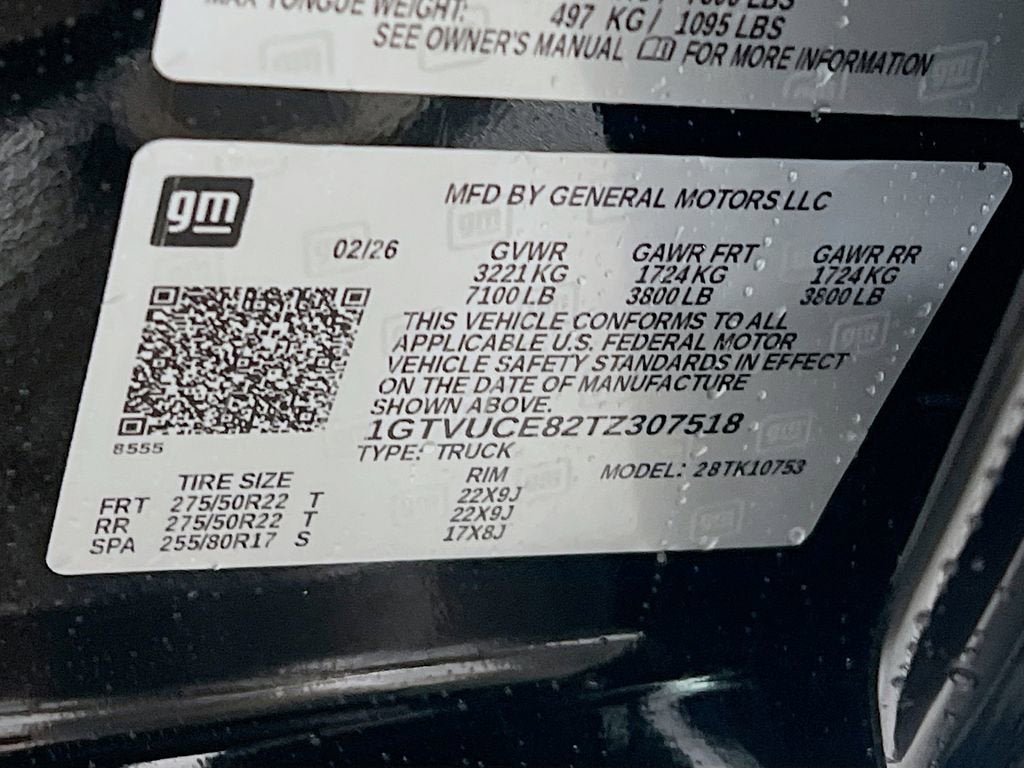 MAX TONGUE WEIGHT: 497 KG / 1095 LBS
SEE OWNER'S MANUAL FOR MORE INFORMATION
gm
MFD BY GENERAL MOTORS LLC
02/26 GVWR GAWR FRT GAWR RR
3221 KG 1724 KG 1724 KG
7100 LB 3800 LB 3800 LB
THIS VEHICLE CONFORMS TO ALL
APPLICABLE U.S. FEDERAL MOTOR
VEHICLE SAFETY STANDARDS IN EFFECT
ON THE DATE OF MANUFACTURE
SHOWN ABOVE.
1GTVUCE82TZ307518
8555
TYPE: TRUCK
TIRE SIZE RIM MODEL: 28TK10753
FRT 275/50R22 T 22X9J
RR 275/50R22 T 22X9J
SPA 255/80R17 S 17X8J